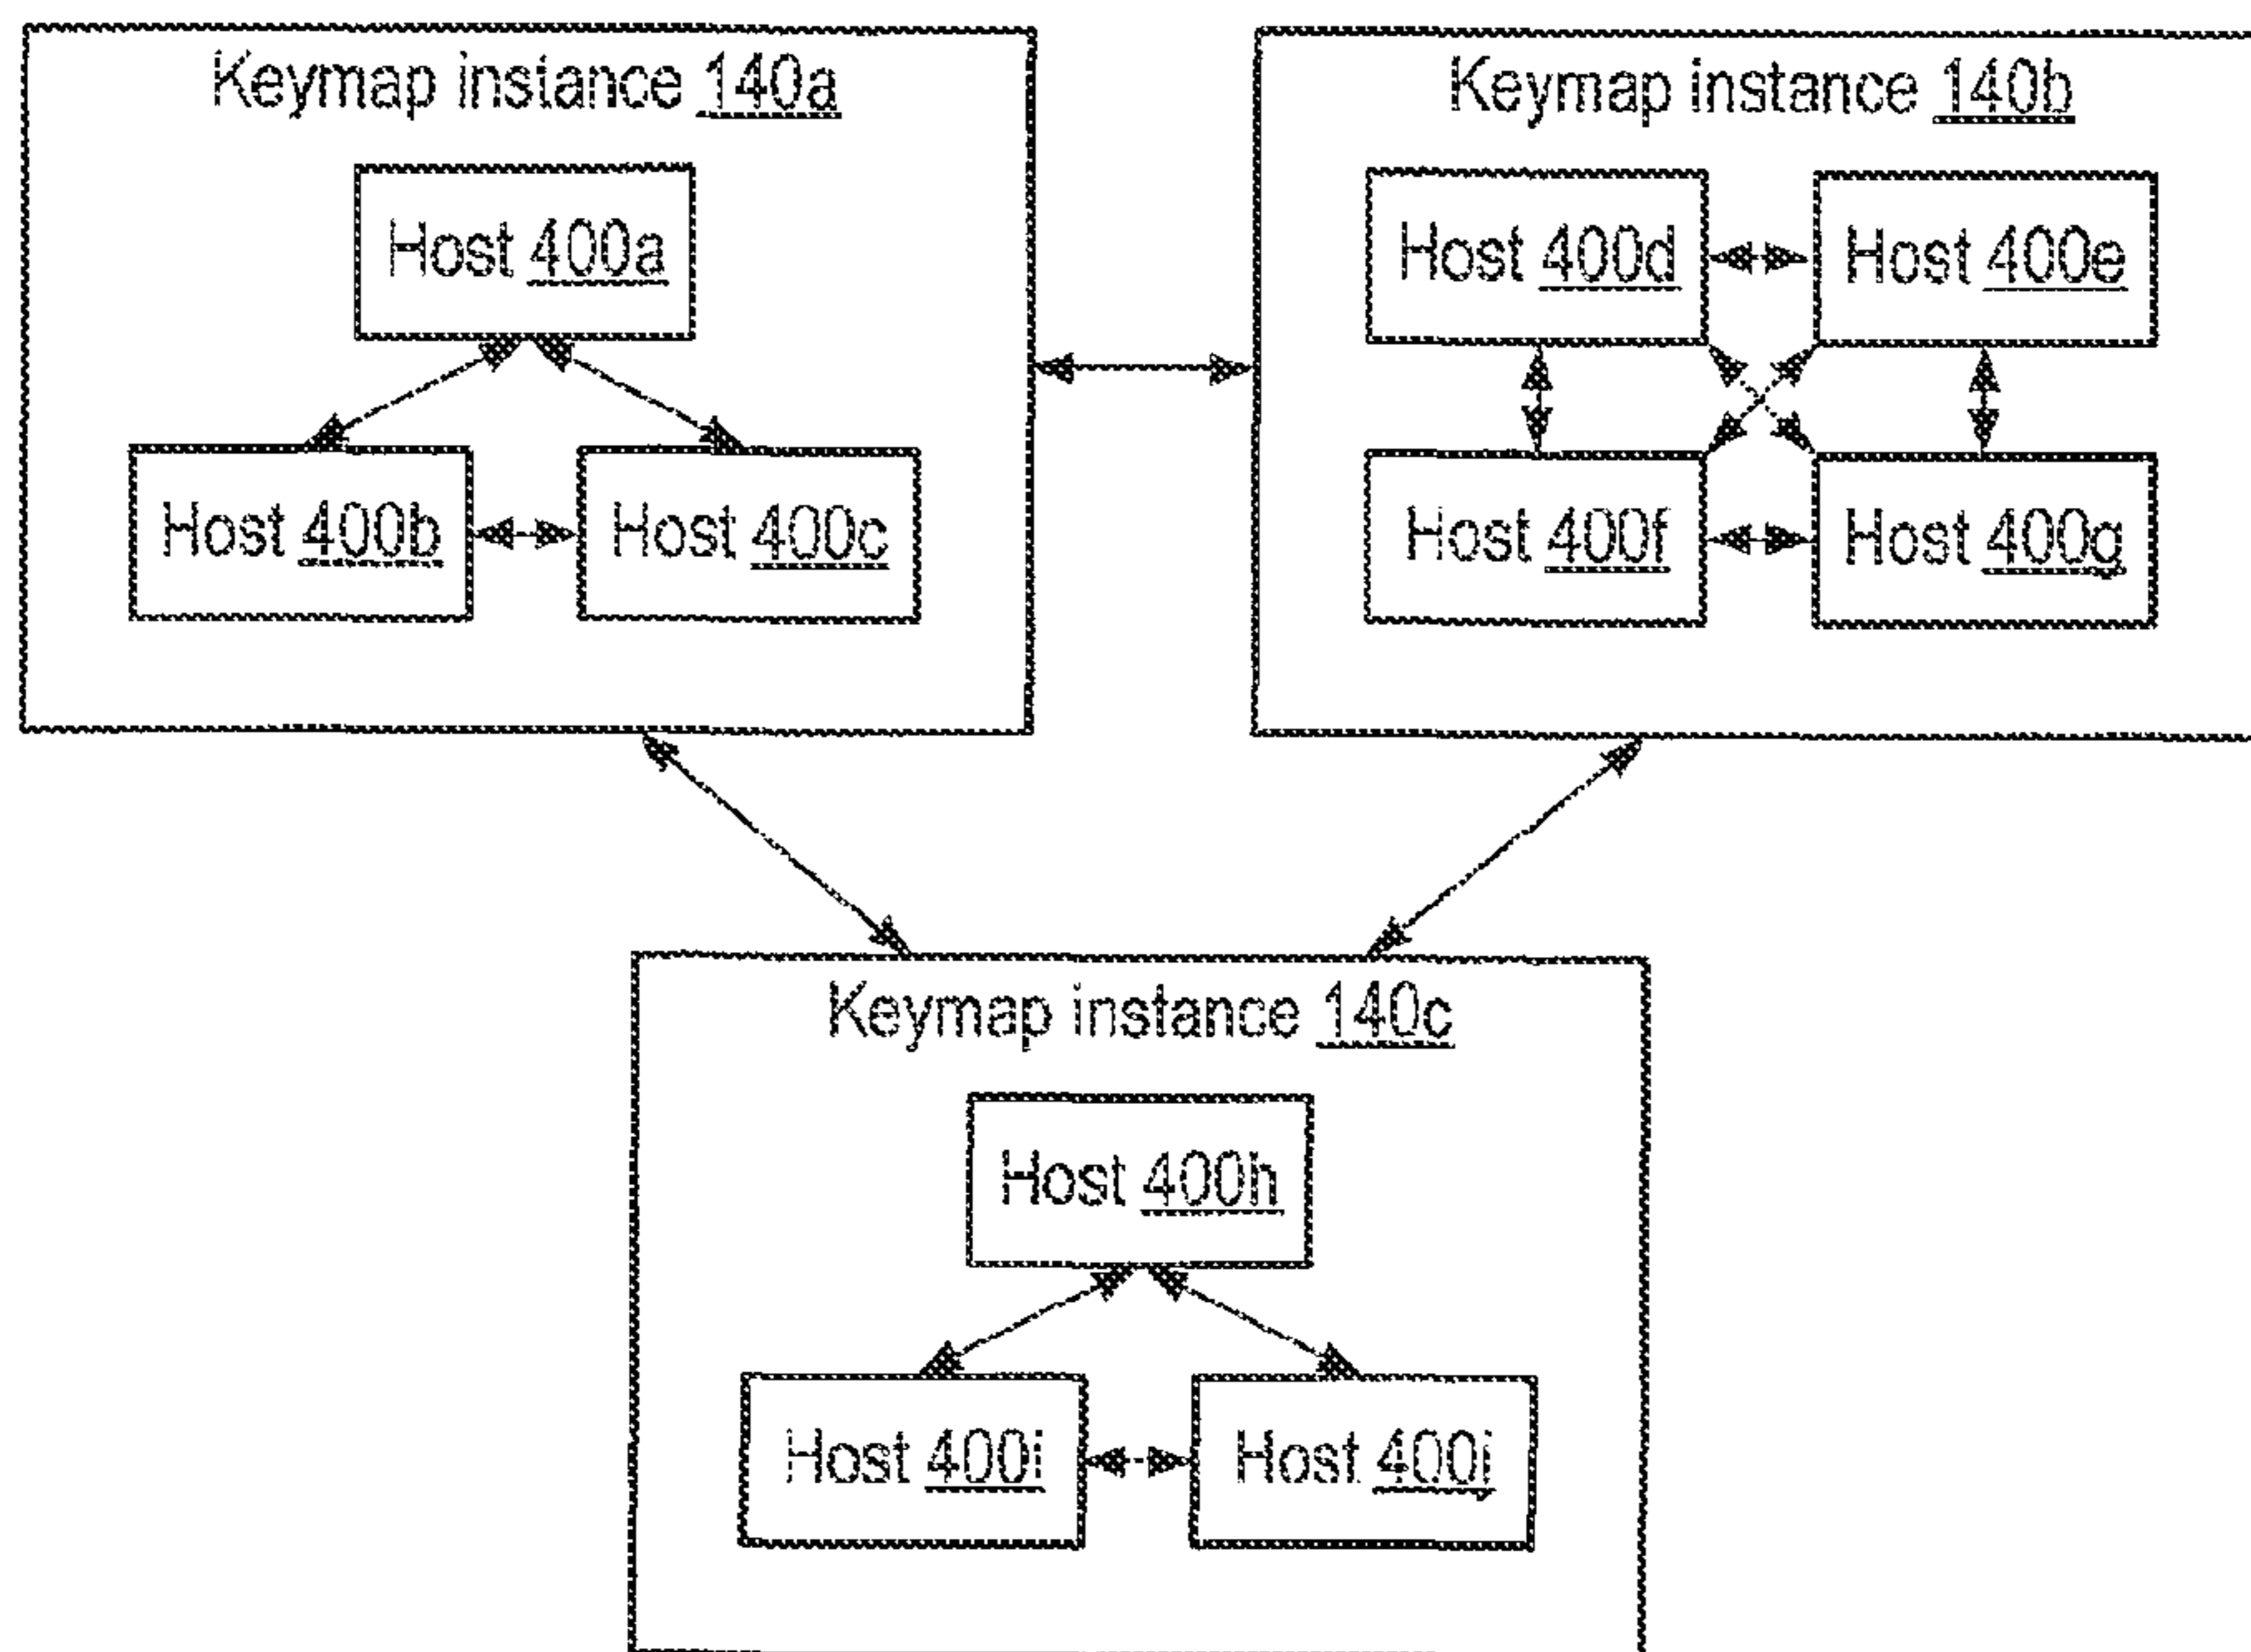 Keymap instance 140a
Host 400a
Host 400b
Host 400c
Keymap instance 140b
Host 400d
Host 400e
Host 400f
Host 400g
Keymap instance 140c
Host 400h
Host 400i
Host 400j